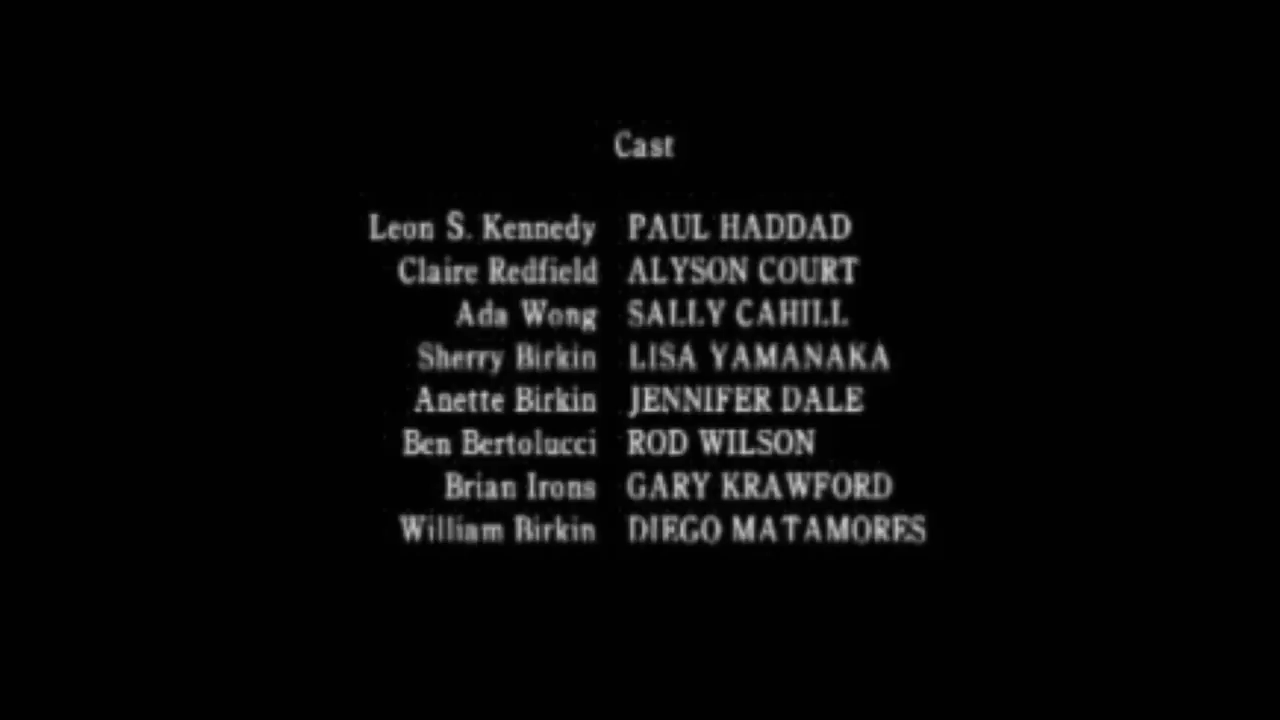 Cast
Leon S. Kennedy PAUL HADDAD
Claire Redfield ALYSON COURT
Ada Wong SALLY CAHILL
Sherry Birkin LISA YAMANAKA
Anette Birkin JENNIFER DALE
Ben Bertolucci ROD WILSON
Brian Irons GARY KRAWFORD
William Birkin DIEGO MATAMORES